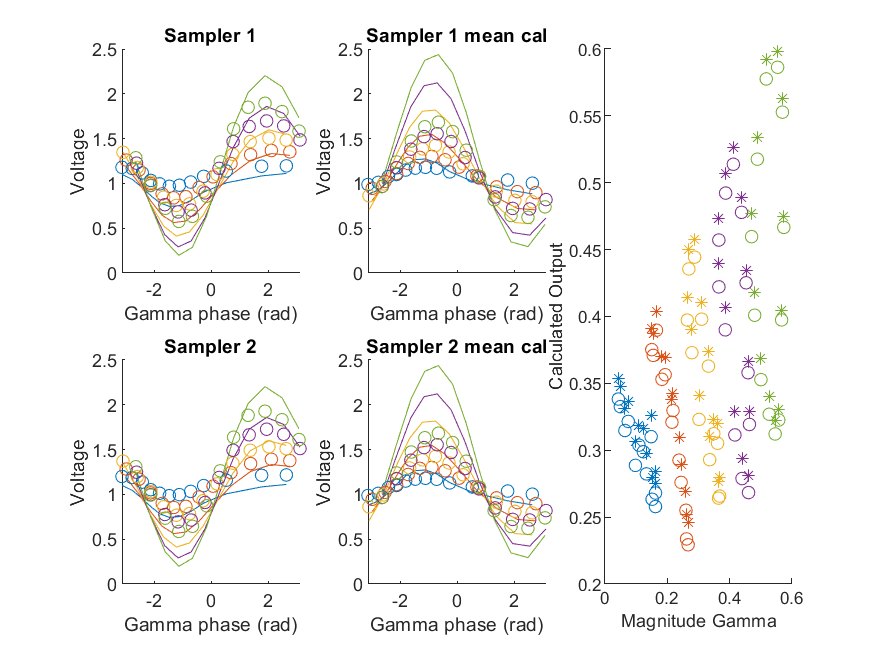 Sampler 1
2.5
2
1.5
1
0.5
0
Voltage
-2 0 2
Gamma phase (rad)
Sampler 1 mean cal
2.5
2
1.5
1
0.5
0
Voltage
-2 0 2
Gamma phase (rad)
Sampler 2
2.5
2
1.5
1
0.5
0
Voltage
-2 0 2
Gamma phase (rad)
Sampler 2 mean cal
2.5
2
1.5
1
0.5
0
Voltage
-2 0 2
Gamma phase (rad)
0.6
0.55
0.5
0.45
0.4
0.35
0.3
0.25
0.2
Calculated Output
0 0.2 0.4 0.6
Magnitude Gamma